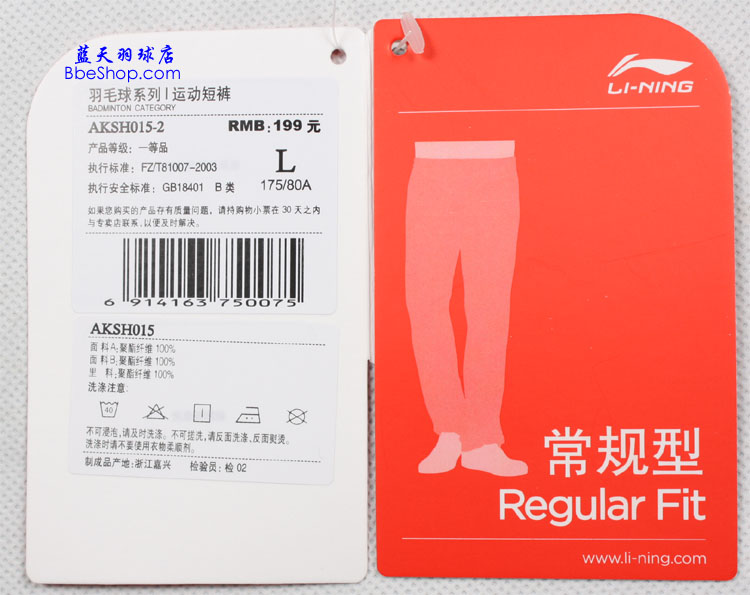 蓝天羽球店
BbeShop.com
羽毛球系列 | 运动短裤
BADMINTON CATEGORY
AKSH015-2 RMB: 199 元
产品等级: 一等品
执行标准: FZ/T81007-2003
L
执行安全标准: GB18401 B 类
175/80A
如果您购买的产品存有质量问题, 请持购物小票在 30 天之内
与专卖店联系, 以便及时解决。
6 914163 750075
AKSH015
面 料A:聚酯纤维 100%
面 料B:聚酯纤维 100%
里 料:聚酯纤维 100%
洗涤注意:
40
不可浸泡,请及时洗涤。不可搓洗,请反面洗涤、反面熨烫。
洗涤时请不要使用衣物柔顺剂。
制成品产地:浙江嘉兴 检验员: 检 02
LI-NING
常规型
Regular Fit
www.li-ning.com